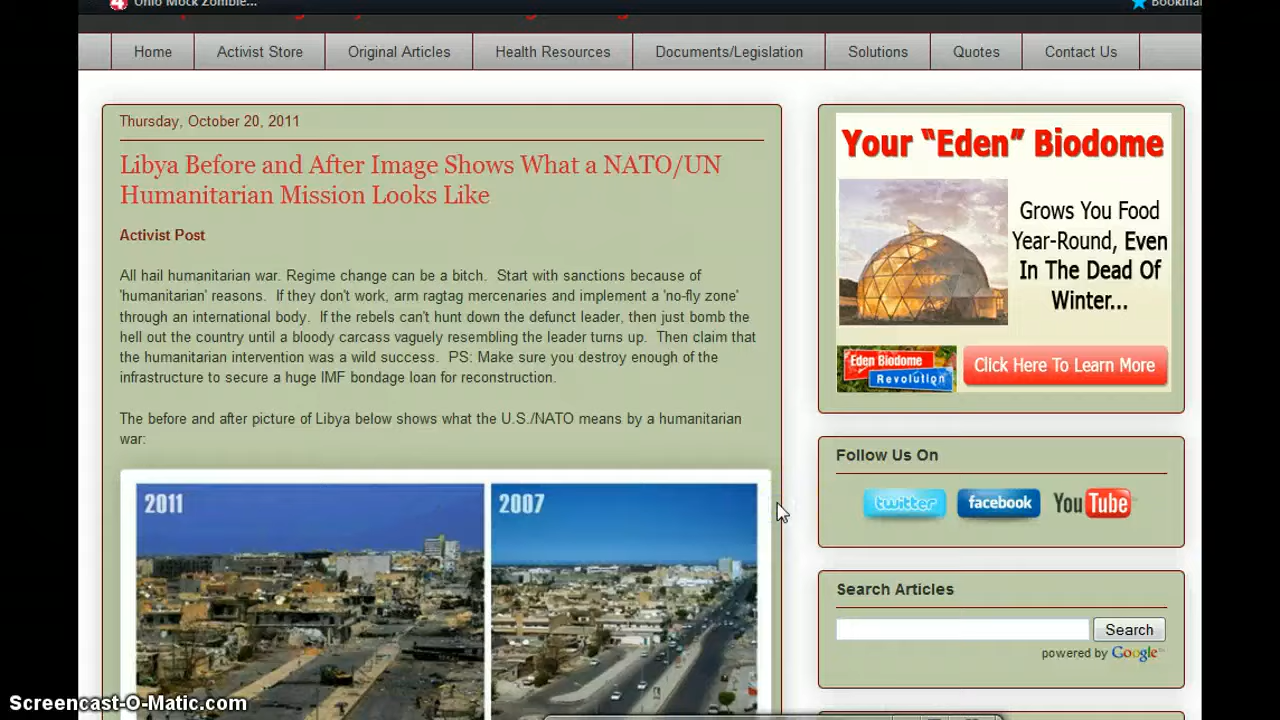 Ohio Mock Zombie...
Home
Activist Store
Original Articles
Health Resources
Documents/Legislation
Solutions
Quotes
Contact Us
Thursday, October 20, 2011
Libya Before and After Image Shows What a NATO/UN
Humanitarian Mission Looks Like
Activist Post
All hail humanitarian war. Regime change can be a bitch.  Start with sanctions because of
'humanitarian' reasons.  If they don't work, arm ragtag mercenaries and implement a 'no-fly zone'
through an international body.  If the rebels can't hunt down the defunct leader, then just bomb the
hell out the country until a bloody carcass vaguely resembling the leader turns up.  Then claim that
the humanitarian intervention was a wild success.  PS: Make sure you destroy enough of the
infrastructure to secure a huge IMF bondage loan for reconstruction.
The before and after picture of Libya below shows what the U.S./NATO means by a humanitarian
war:
2011
2007
Your “Eden” Biodome
Grows You Food
Year-Round, Even
In The Dead Of
Winter...
Eden Biodome
Revolution
Click Here To Learn More
Follow Us On
twitter
facebook
YouTube
Search Articles
Search
powered by Google™
Screencast-O-Matic.com